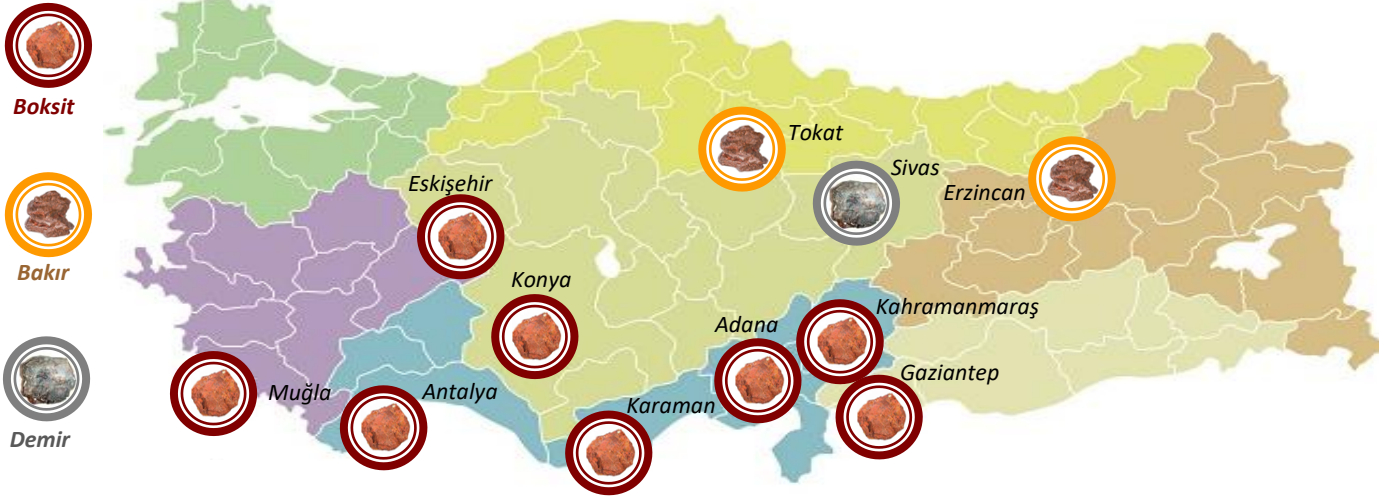 Boksit
Bakır
Demir
Tokat
Sivas
Eskişehir
Erzincan
Konya
Kahramanmaraş
Adana
Gaziantep
Muğla
Antalya
Karaman